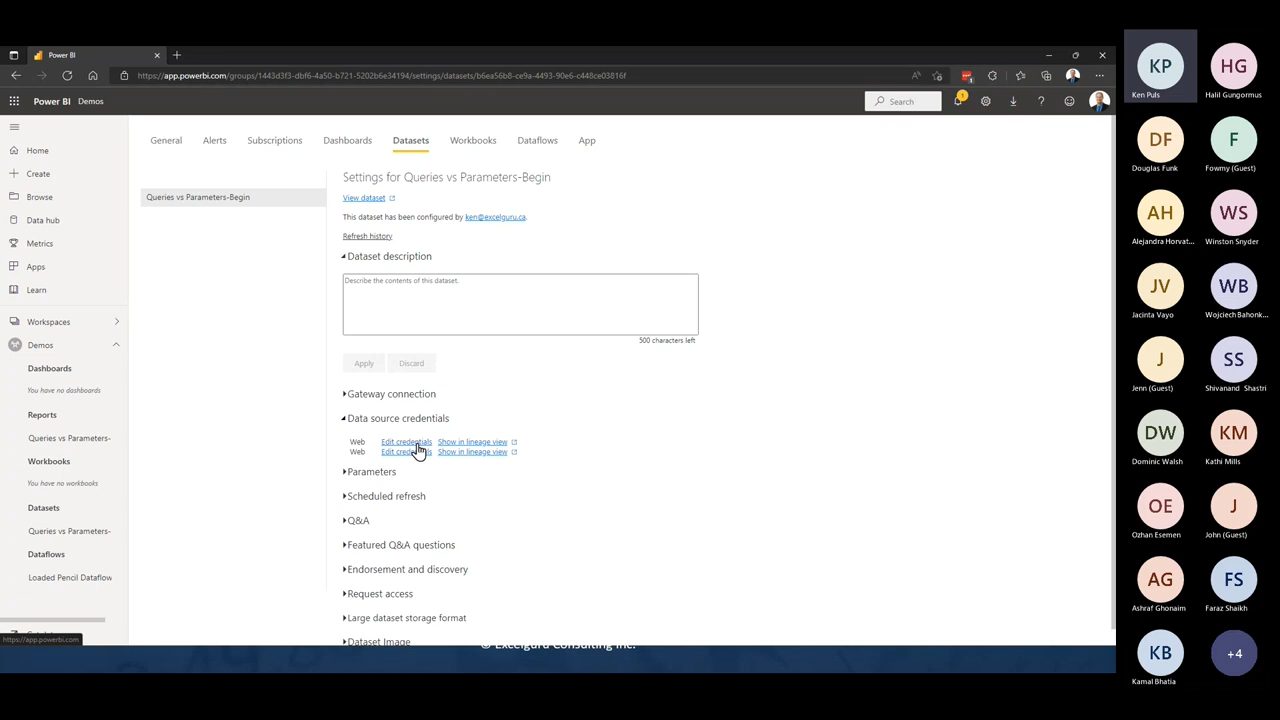 Power BI
https://app.powerbi.com/groups/1443d3f3-dbf6-4a50-b721-5202b6e34194/settings/datasets/b6ea56b8-ce9a-4493-90e6-c448ce03816f
Power BI Demos
Search
1
General Alerts Subscriptions Dashboards Datasets Workbooks Dataflows App
Home
Create
Browse
Data hub
Metrics
Apps
Learn
Workspaces
Demos
Dashboards
You have no dashboards
Reports
Queries vs Parameters-
Workbooks
You have no workbooks
Datasets
Queries vs Parameters-
Dataflows
Loaded Pencil Dataflow
https://app.powerbi.com
Queries vs Parameters-Begin
Settings for Queries vs Parameters-Begin
View dataset
This dataset has been configured by ken@excelguru.ca.
Refresh history
Dataset description
Describe the contents of this dataset.
500 characters left
Apply Discard
Gateway connection
Data source credentials
Web Edit credentials Show in lineage view
Web Edit credentials Show in lineage view
Parameters
Scheduled refresh
Q&A
Featured Q&A questions
Endorsement and discovery
Request access
Large dataset storage format
Dataset Image
© Excelguru Consulting Inc.
KP HG
Ken Puls Halil Gungormus
DF F
Douglas Funk Fowmy (Guest)
AH WS
Alejandra Horvat... Winston Snyder
JV WB
Jacinta Vayo Wojciech Bahonk...
J SS
Jenn (Guest) Shivanand Shastri
DW KM
Dominic Walsh Kathi Mills
OE J
Ozhan Esemen John (Guest)
AG FS
Ashraf Ghonaim Faraz Shaikh
KB +4
Kamal Bhatia